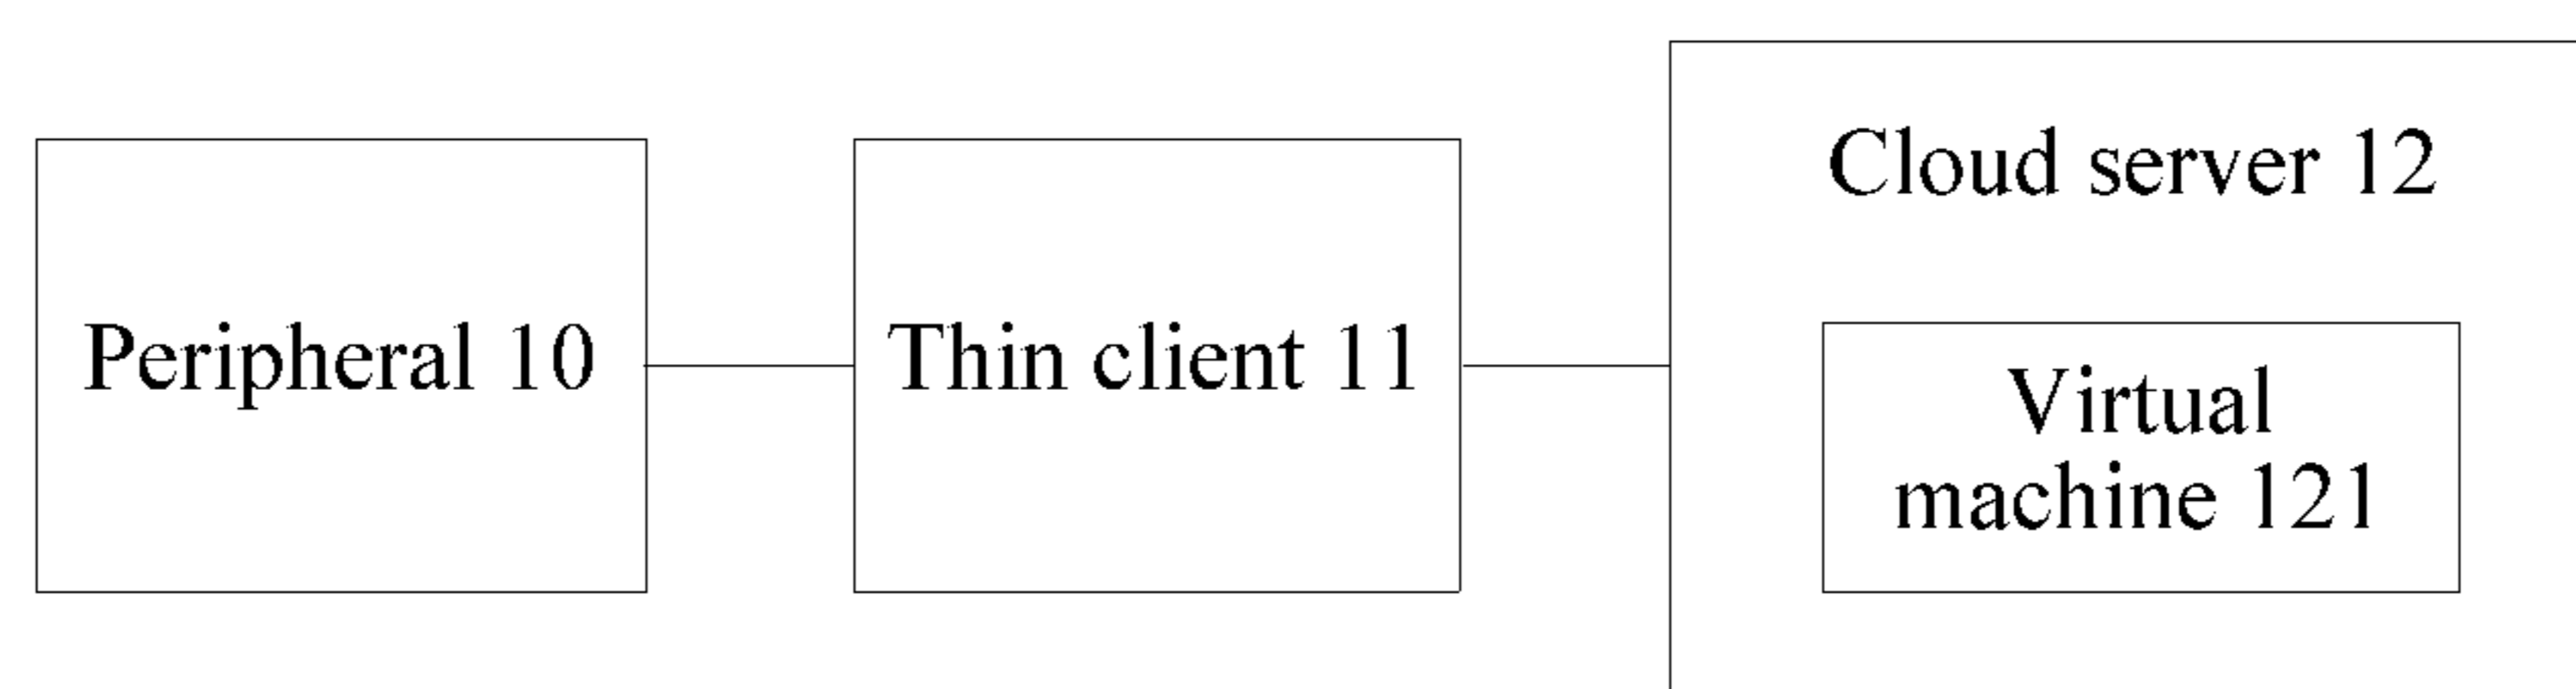 Peripheral 10
Thin client 11
Cloud server 12
Virtual
machine 121